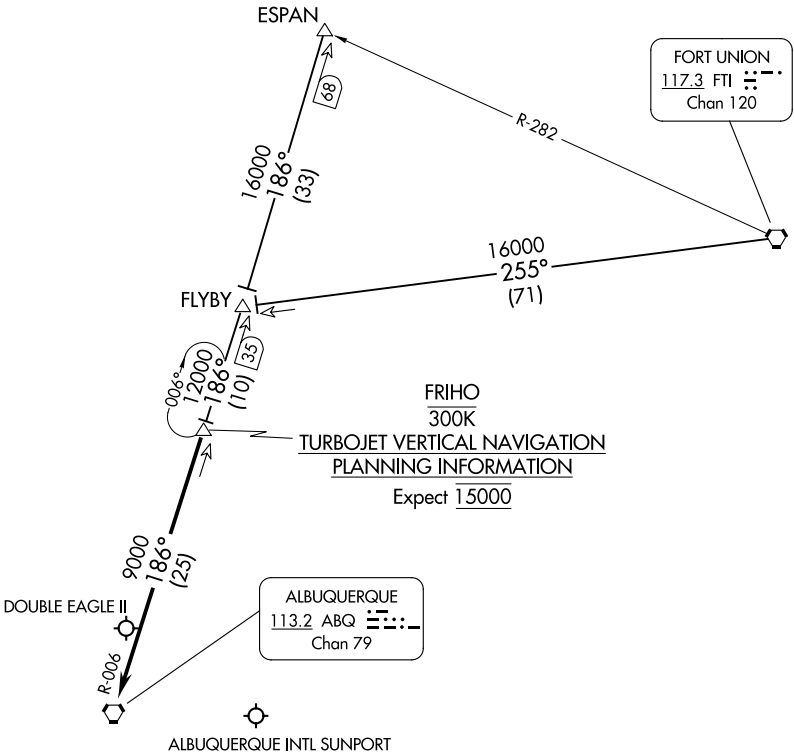 ESPAN
FORT UNION
117.3 FTI
Chan 120
68
R-282
16000
186°
(33)
16000
255°
(71)
FLYBY
35
006°
12000
186°
(10)
FRIHO
300K
TURBOJET VERTICAL NAVIGATION
PLANNING INFORMATION
Expect 15000
9000
186°
(25)
DOUBLE EAGLE II
ALBUQUERQUE
113.2 ABQ
Chan 79
R-006
ALBUQUERQUE INTL SUNPORT